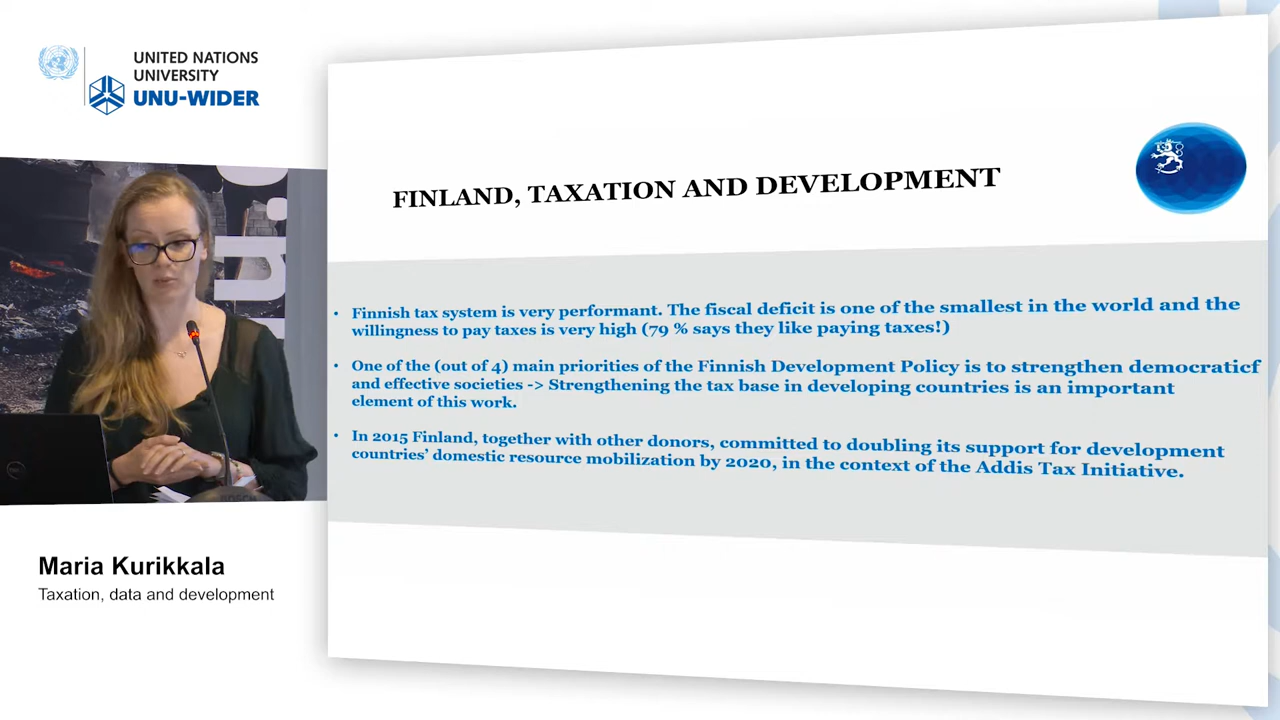 UNITED NATIONS
UNIVERSITY
UNU-WIDER
FINLAND, TAXATION AND DEVELOPMENT
• Finnish tax system is very performant. The fiscal deficit is one of the smallest in the world and the
willingness to pay taxes is very high (79 % says they like paying taxes!)
• One of the (out of 4) main priorities of the Finnish Development Policy is to strengthen democraticf
and effective societies -> Strengthening the tax base in developing countries is an important
element of this work.
• In 2015 Finland, together with other donors, committed to doubling its support for development
countries’ domestic resource mobilization by 2020, in the context of the Addis Tax Initiative.
BOSCH
Maria Kurikkala
Taxation, data and development